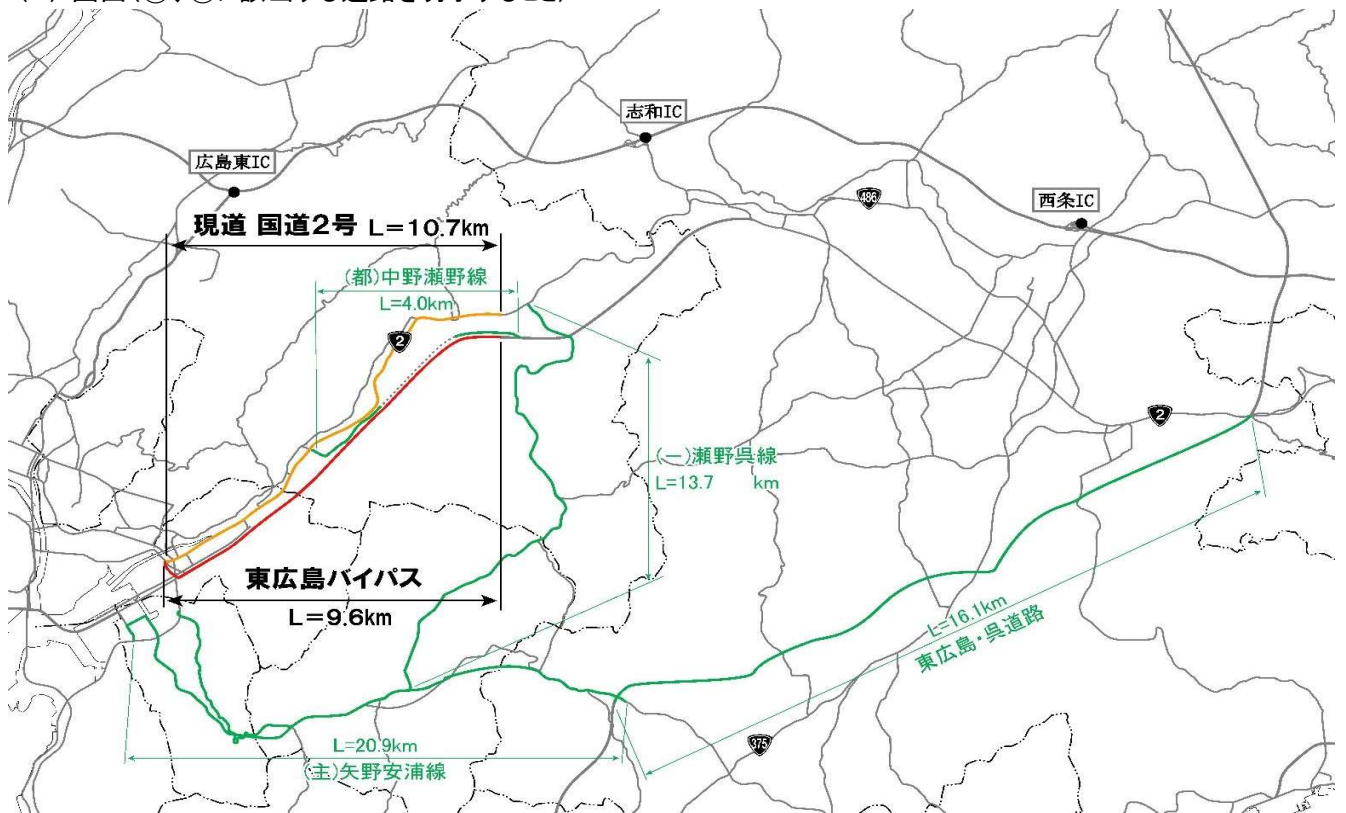 志和IC
広島東IC
486
西条IC
現道 国道2号 L=10.7km
(都)中野瀬野線
L=4.0km
2
2
(一)瀬野呉線
L=13.7 km
東広島バイパス
L=9.6km
L=16.1km
東広島・呉道路
L=20.9km
(主)矢野安浦線
375